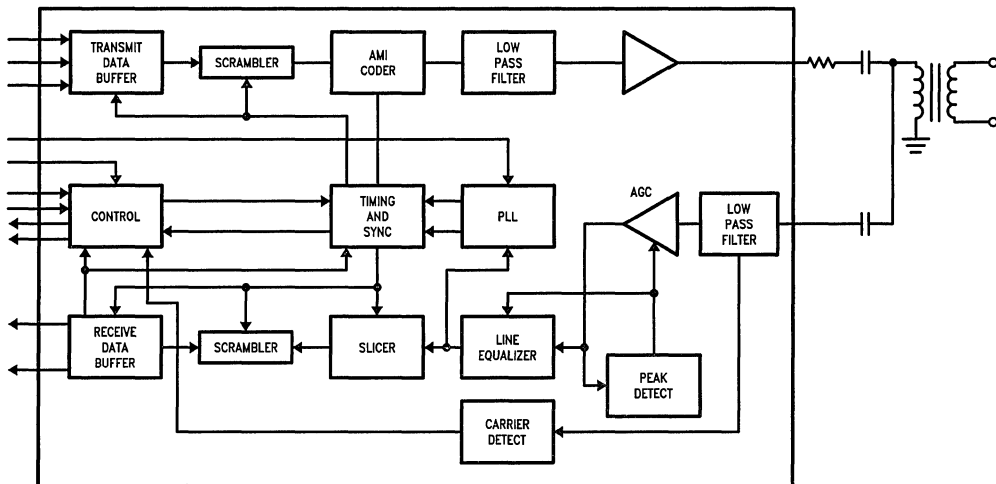 TRANSMIT
DATA
BUFFER
SCRAMBLER
AMI
CODER
LOW
PASS
FILTER
CONTROL
TIMING
AND
SYNC
PLL
AGC
LOW
PASS
FILTER
RECEIVE
DATA
BUFFER
SCRAMBLER
SLICER
LINE
EQUALIZER
PEAK
DETECT
CARRIER
DETECT